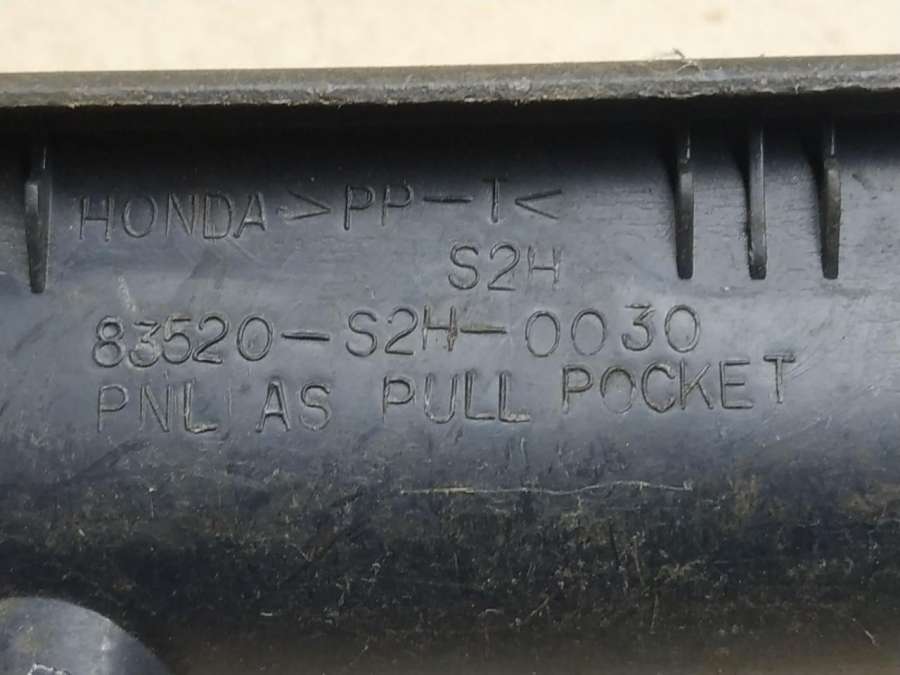 HONDA >PP-T<
S2H
83520-S2H-0030
PNL AS PULL POCKET